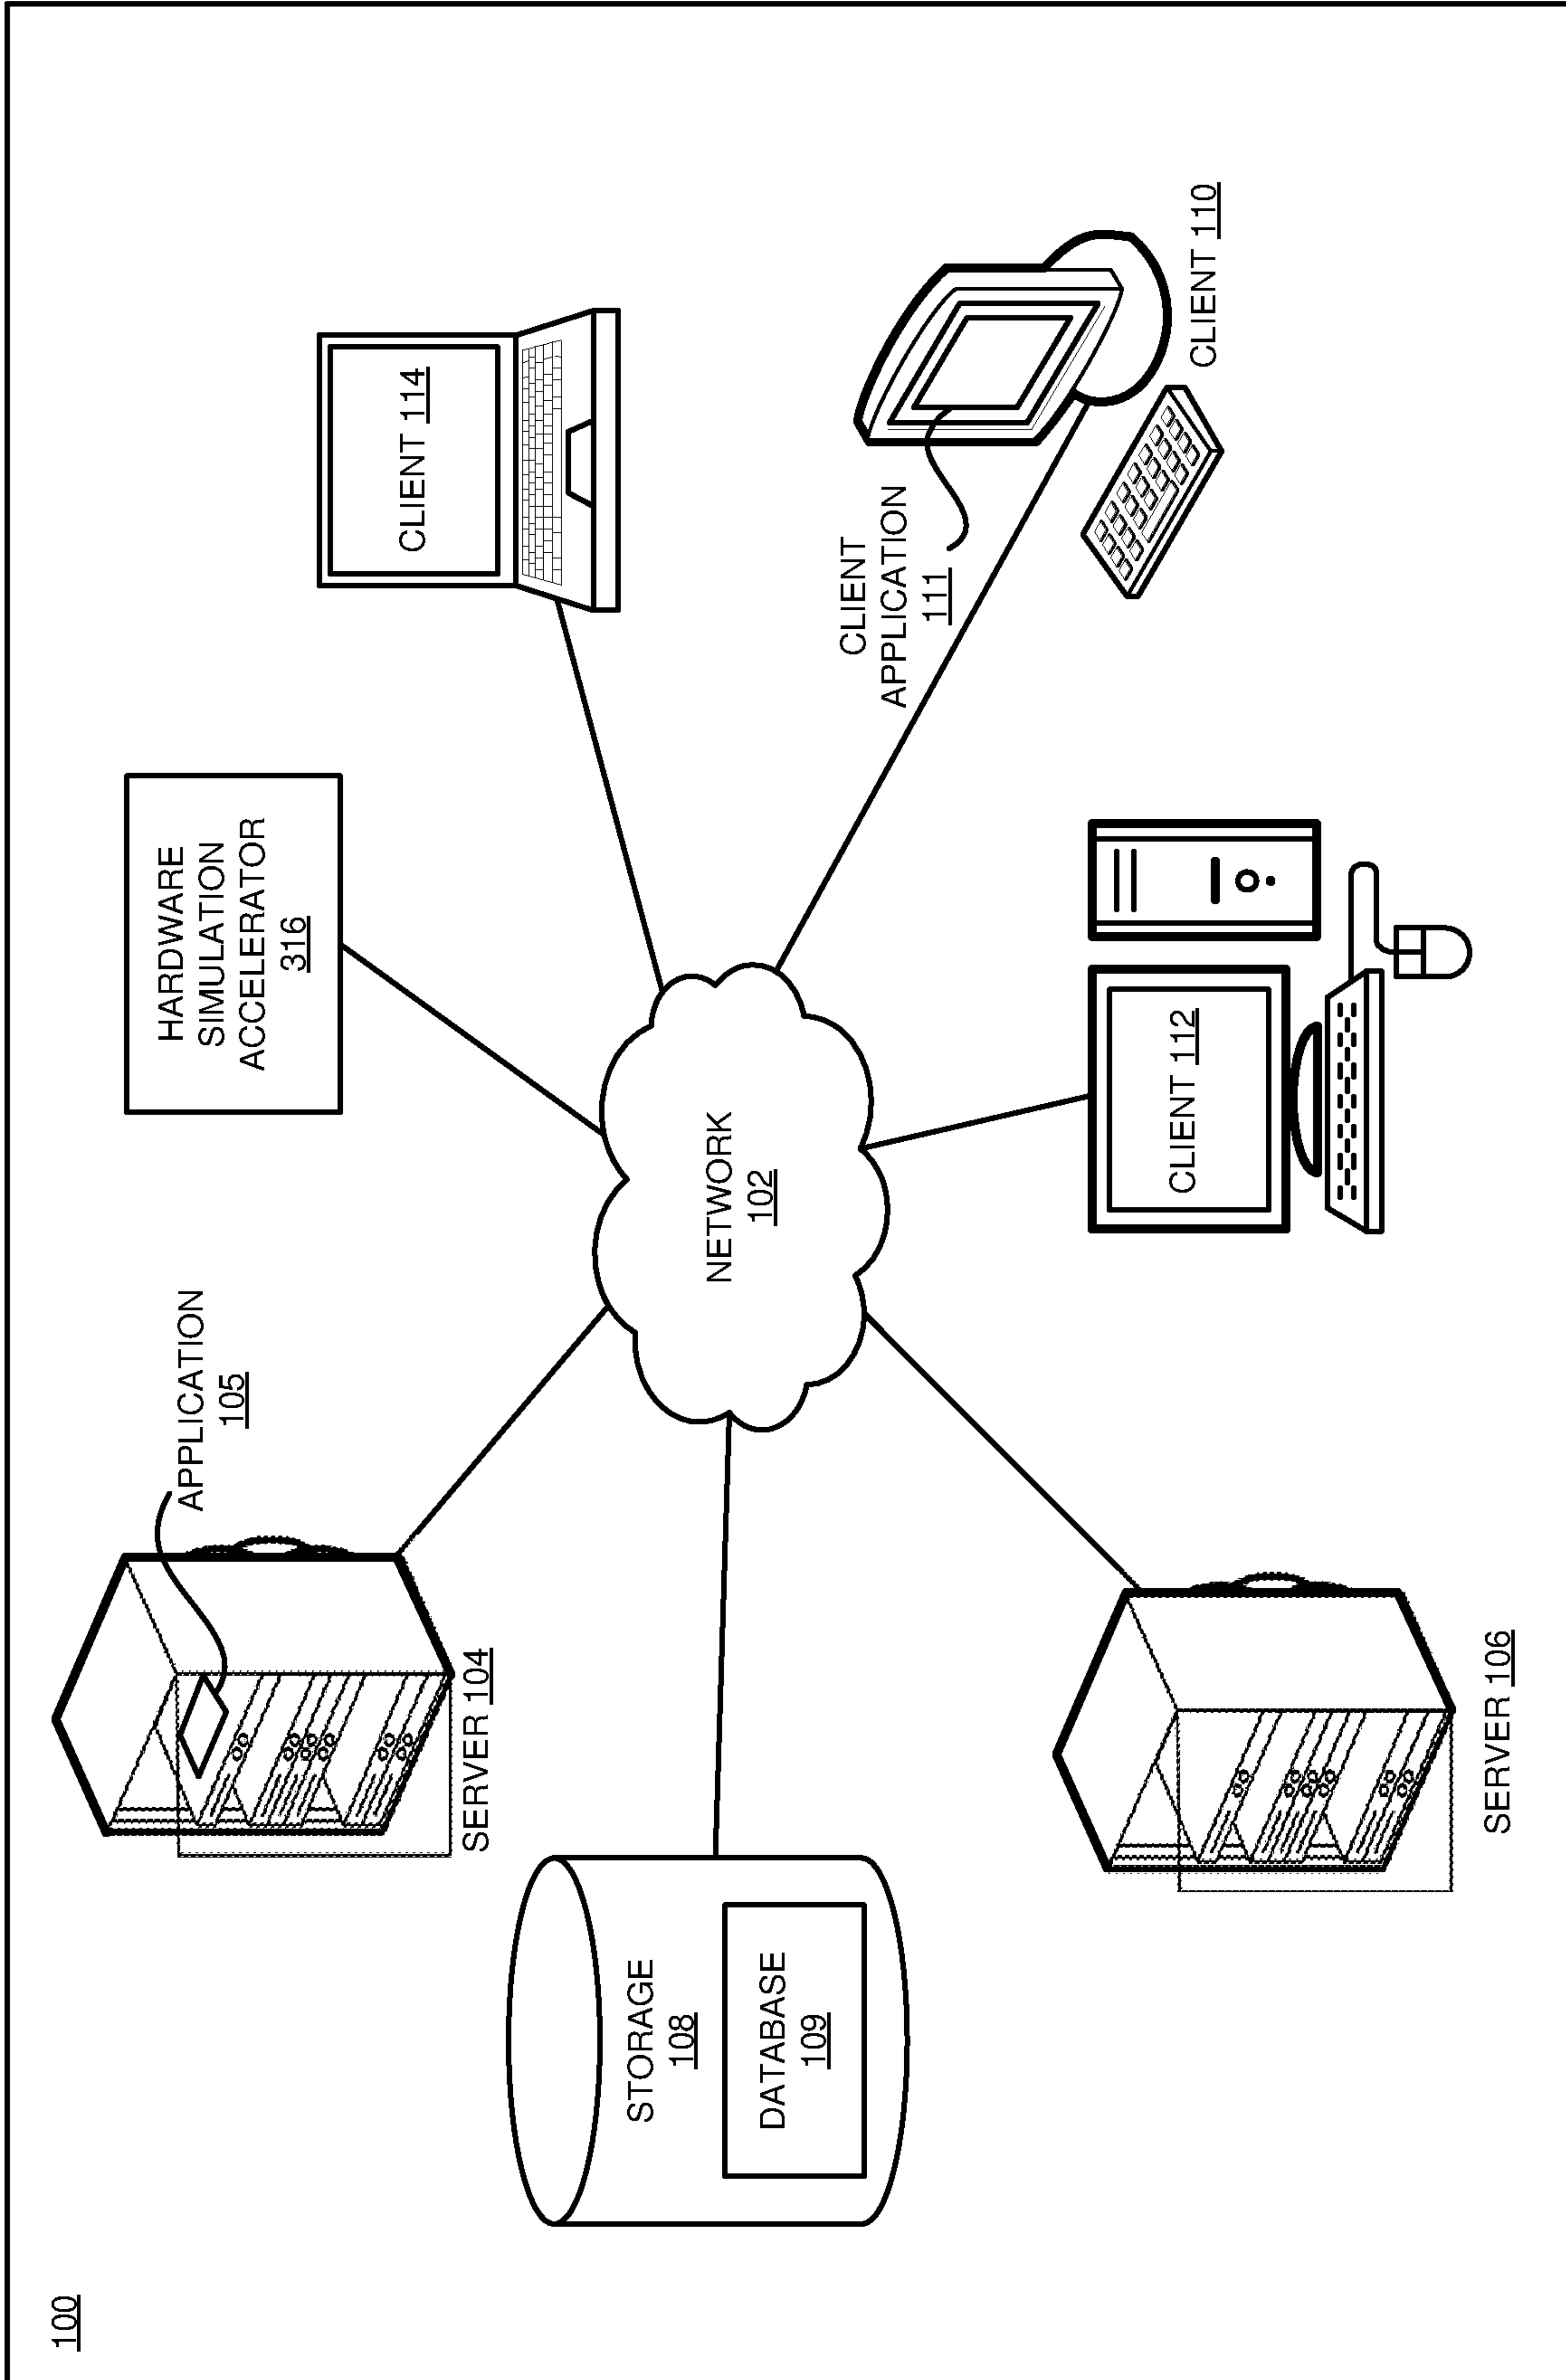 100
APPLICATION
105
SERVER 104
HARDWARE
SIMULATION
ACCELERATOR
316
CLIENT 114
STORAGE
108
DATABASE
109
NETWORK
102
CLIENT
APPLICATION
111
CLIENT 110
CLIENT 112
SERVER 106